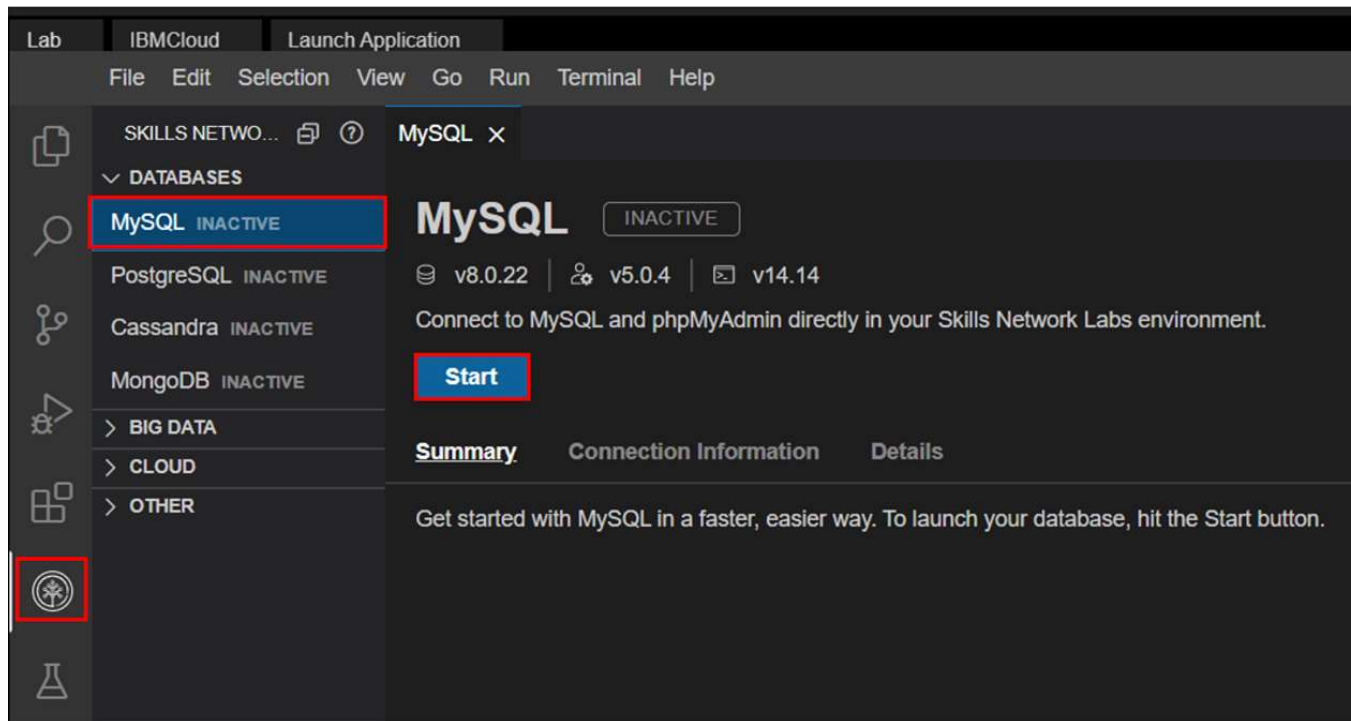 Lab IBMCloud Launch Application
File Edit Selection View Go Run Terminal Help
SKILLS NETWO... MySQL
DATABASES
MySQL INACTIVE
PostgreSQL INACTIVE
Cassandra INACTIVE
MongoDB INACTIVE
BIG DATA
CLOUD
OTHER
MySQL INACTIVE
v8.0.22 v5.0.4 v14.14
Connect to MySQL and phpMyAdmin directly in your Skills Network Labs environment.
Start
Summary Connection Information Details
Get started with MySQL in a faster, easier way. To launch your database, hit the Start button.